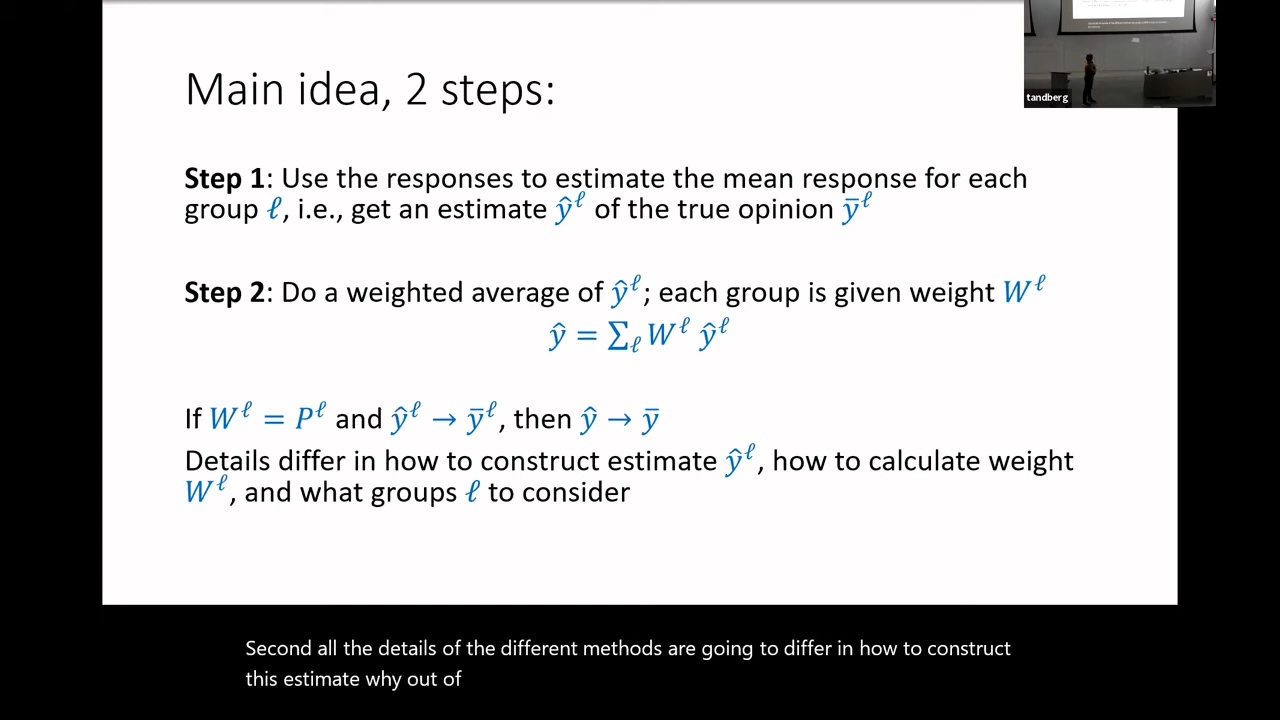 Main idea, 2 steps:
tandberg
Step 1: Use the responses to estimate the mean response for each
group ℓ, i.e., get an estimate ŷ^ℓ of the true opinion ȳ^ℓ
Step 2: Do a weighted average of ŷ^ℓ; each group is given weight W^ℓ
ŷ = ∑_ℓ W^ℓ ŷ^ℓ
If W^ℓ = P^ℓ and ŷ^ℓ → ȳ^ℓ, then ŷ → ȳ
Details differ in how to construct estimate ŷ^ℓ, how to calculate weight
W^ℓ, and what groups ℓ to consider
Second all the details of the different methods are going to differ in how to construct
this estimate why out of